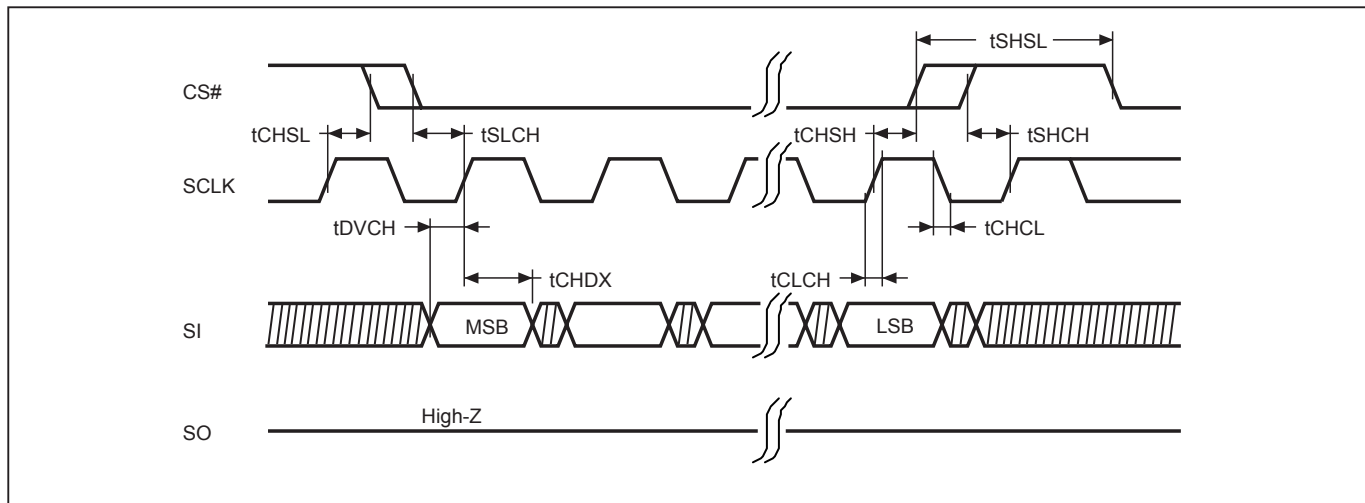 tSHSL
CS#
tCHSL
tSLCH
tCHSH
tSHCH
SCLK
tDVCH
tCHCL
tCHDX
tCLCH
SI
MSB
LSB
High-Z
SO